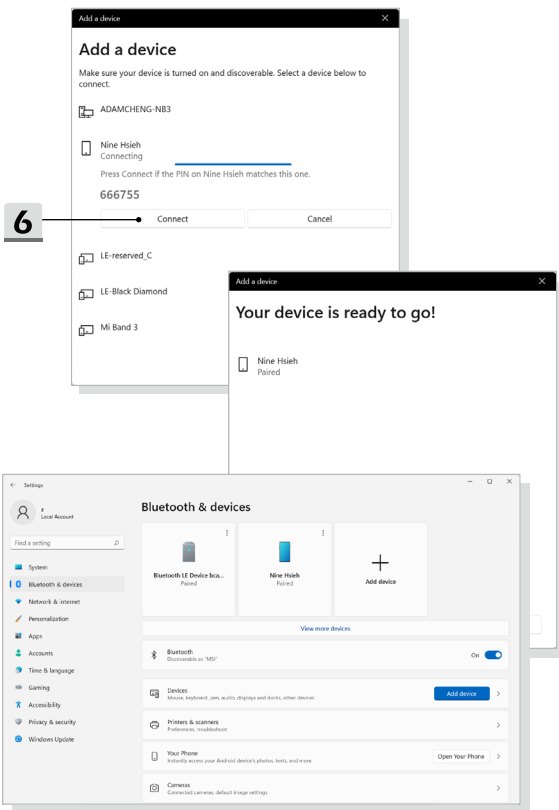 Add a device
Add a device
Make sure your device is turned on and discoverable. Select a device below to
connect.
ADAMCHENG-NB3
Nine Hsieh
Connecting
Press Connect if the PIN on Nine Hsieh matches this one.
666755
Connect
Cancel
6
LE-reserved_C
LE-Black Diamond
Mi Band 3
Add a device
Your device is ready to go!
Nine Hsieh
Paired
Settings
Local Account
Find a setting
System
Bluetooth & devices
Network & internet
Personalization
Apps
Accounts
Time & language
Gaming
Accessibility
Privacy & security
Windows Update
Bluetooth & devices
Bluetooth LE Device bca...
Paired
Nine Hsieh
Paired
Add device
View more devices
Bluetooth
Discoverable as "MSI"
On
Devices
Mouse, keyboard, pen, audio, displays and docks, other devices
Add device
Printers & scanners
Preferences, troubleshoot
Your Phone
Instantly access your Android device's photos, texts, and more
Open Your Phone
Cameras
Connected cameras, default image settings